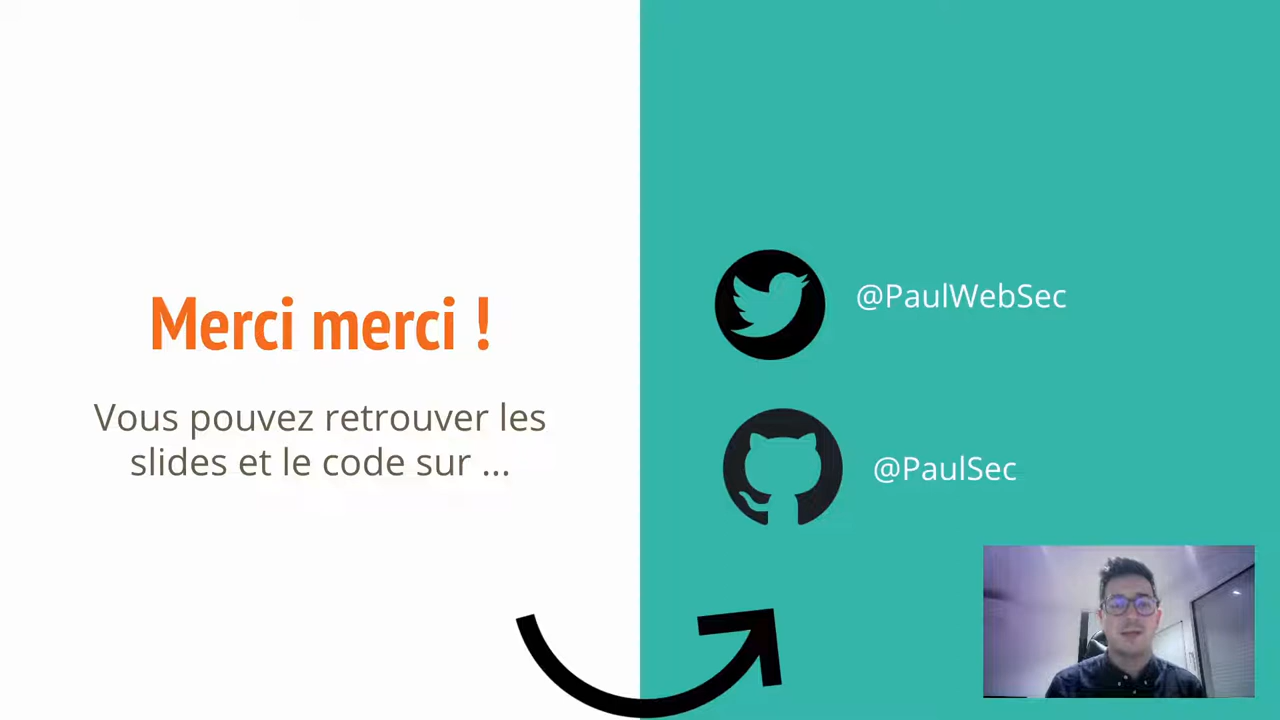 Merci merci !
Vous pouvez retrouver les
slides et le code sur ...
@PaulWebSec
@PaulSec